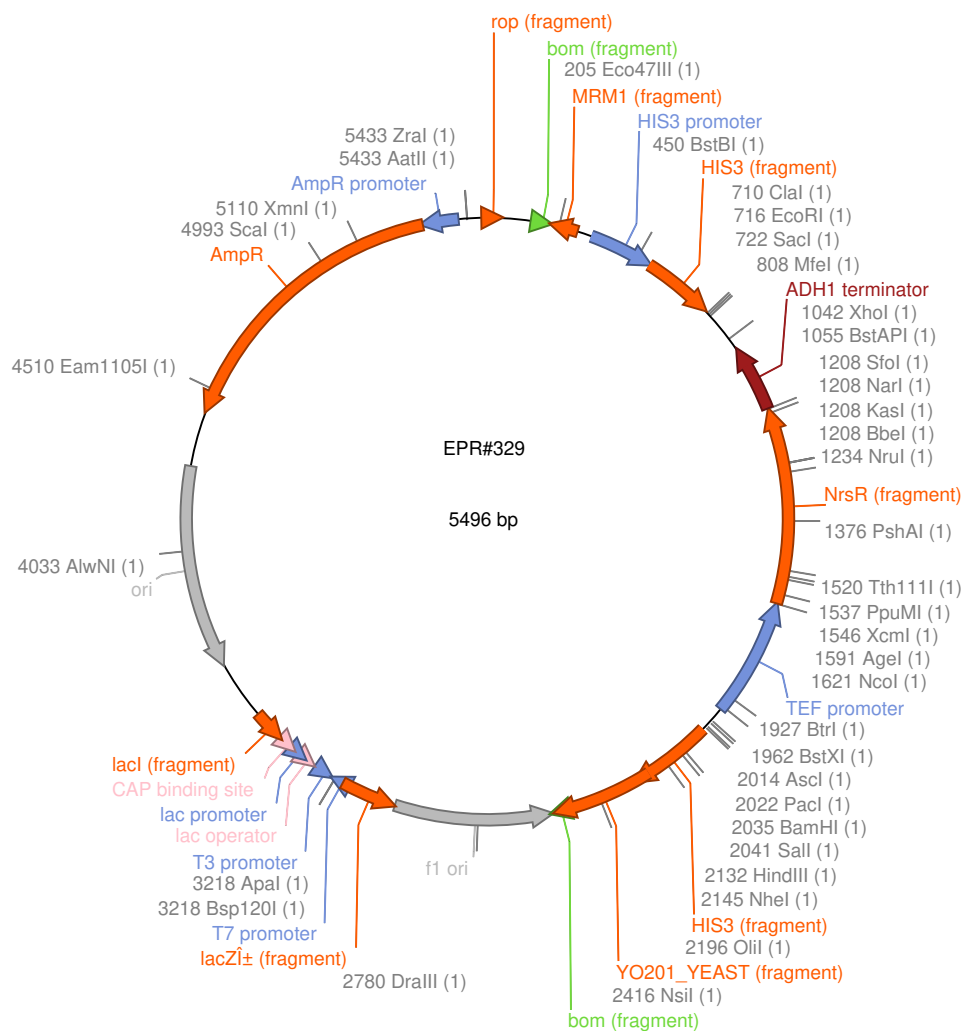 rop (fragment)
bom (fragment)
205 Eco47III (1)
MRM1 (fragment)
HIS3 promoter
450 BstBI (1)
HIS3 (fragment)
710 ClaI (1)
716 EcoRI (1)
722 SacI (1)
808 MfeI (1)
ADH1 terminator
1042 XhoI (1)
1055 BstAPI (1)
1208 SfoI (1)
1208 NarI (1)
1208 KasI (1)
1208 BbeI (1)
1234 NruI (1)
NrsR (fragment)
1376 PshAI (1)
1520 Tth111I (1)
1537 PpuMI (1)
1546 XcmI (1)
1591 AgeI (1)
1621 NcoI (1)
TEF promoter
1927 BtrI (1)
1962 BstXI (1)
2014 AscI (1)
2022 PacI (1)
2035 BamHI (1)
2041 SalI (1)
2132 HindIII (1)
2145 NheI (1)
HIS3 (fragment)
2196 OliI (1)
YO201_YEAST (fragment)
2416 NsiI (1)
bom (fragment)
f1 ori
2780 DraIII (1)
lacZÎ± (fragment)
T7 promoter
3218 Bsp120I (1)
3218 ApaI (1)
T3 promoter
lac operator
lac promoter
CAP binding site
lacI (fragment)
ori
4033 AlwNI (1)
4510 Eam1105I (1)
AmpR
4993 ScaI (1)
5110 XmnI (1)
AmpR promoter
5433 AatII (1)
5433 ZraI (1)
EPR#329
5496 bp